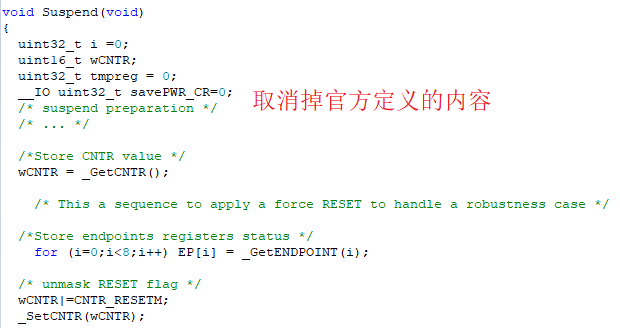 void Suspend(void)
{
uint32_t i =0;
uint16_t wCNTR;
uint32_t tmpreg = 0;
__IO uint32_t savePWR_CR=0;
取消掉官方定义的内容
/* suspend preparation */
/* ... */
/*Store CNTR value */
wCNTR = _GetCNTR();
/* This a sequence to apply a force RESET to handle a robustness case */
/*Store endpoints registers status */
for (i=0;i<8;i++) EP[i] = _GetENDPOINT(i);
/* unmask RESET flag */
wCNTR|=CNTR_RESETM;
_SetCNTR(wCNTR);